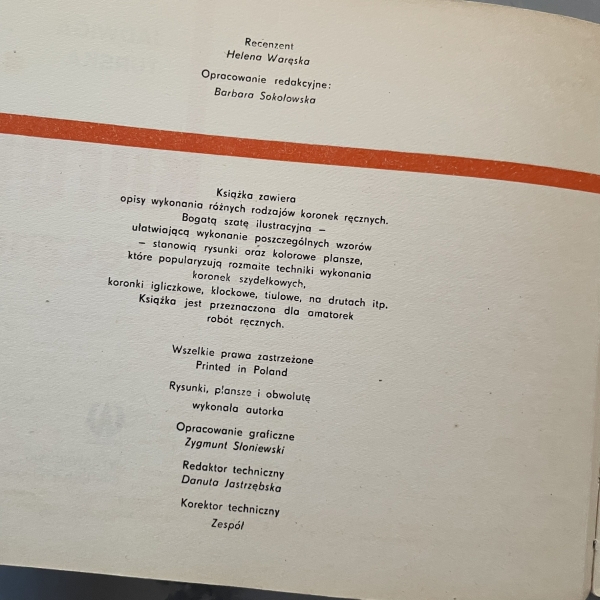 Recenzent
Helena Waręska
Opracowanie redakcyjne:
Barbara Sokołowska
Książka zawiera
opisy wykonania różnych rodzajów koronek ręcznych.
Bogatą szatę ilustracyjną –
ułatwiającą wykonanie poszczególnych wzorów
– stanowią rysunki oraz kolorowe plansze,
które popularyzują rozmaite techniki wykonania
koronek szydełkowych,
koronki igliczkowe, klockowe, tiulowe, na drutach itp.
Książka jest przeznaczona dla amatorek
robót ręcznych.
Wszelkie prawa zastrzeżone
Printed in Poland
Rysunki, plansze i obwolutę
wykonała autorka
Opracowanie graficzne
Zygmunt Słoniewski
Redaktor techniczny
Danuta Jastrzębska
Korektor techniczny
Zespół